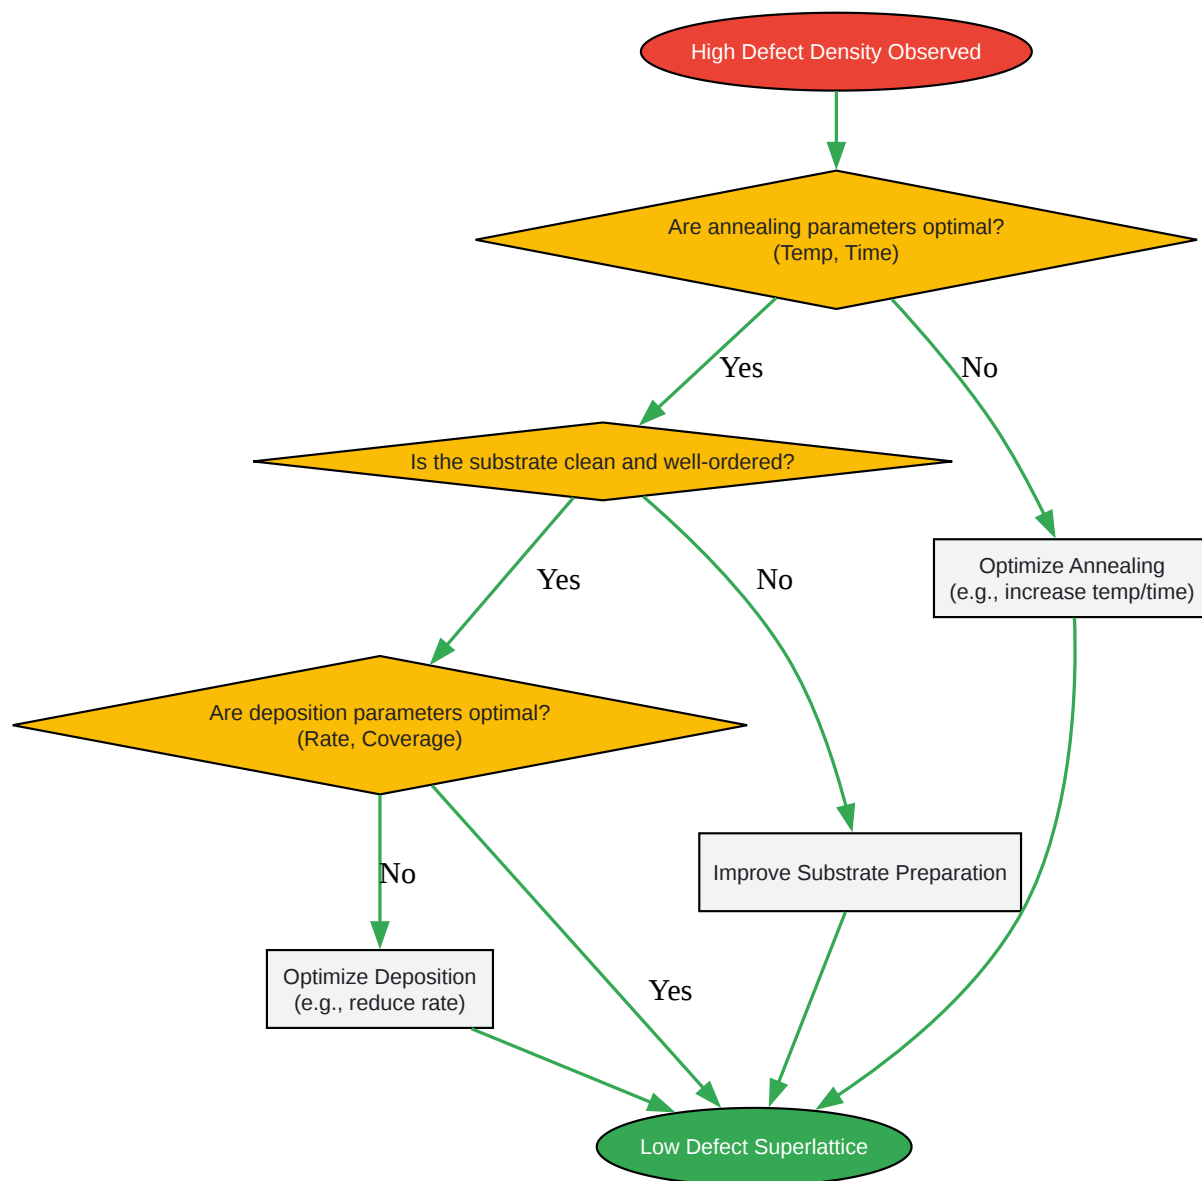 High Defect Density Observed
Are annealing parameters optimal?
(Temp, Time)
Yes
No
Is the substrate clean and well-ordered?
Yes
No
Optimize Annealing
(e.g., increase temp/time)
Are deposition parameters optimal?
(Rate, Coverage)
No
Improve Substrate Preparation
Optimize Deposition
(e.g., reduce rate)
Yes
Low Defect Superlattice